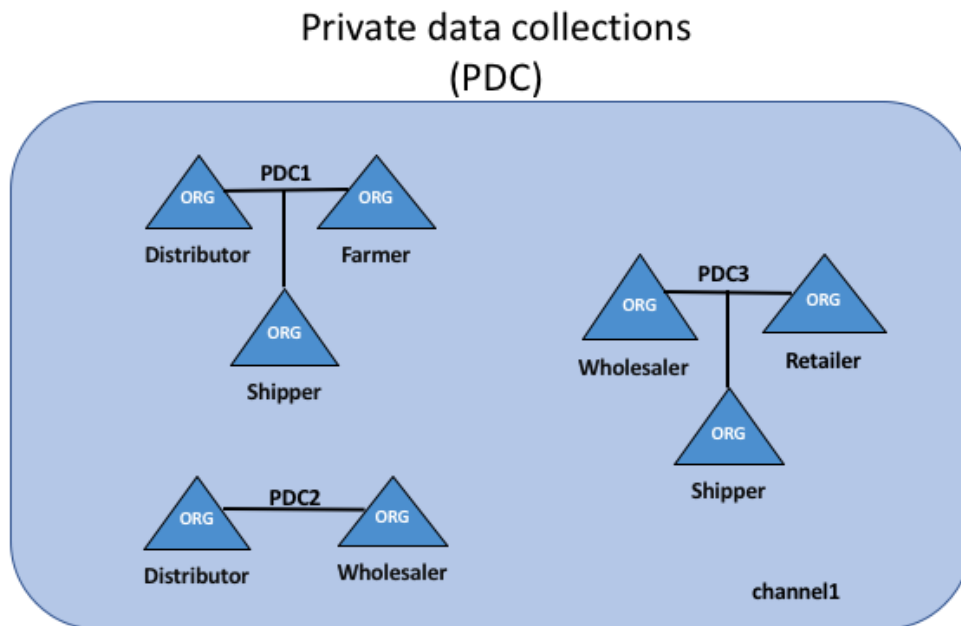 Private data collections
(PDC)
PDC1
ORG
ORG
Distributor
Farmer
ORG
Shipper
PDC3
ORG
ORG
Wholesaler
Retailer
ORG
Shipper
PDC2
ORG
ORG
Distributor
Wholesaler
channel1